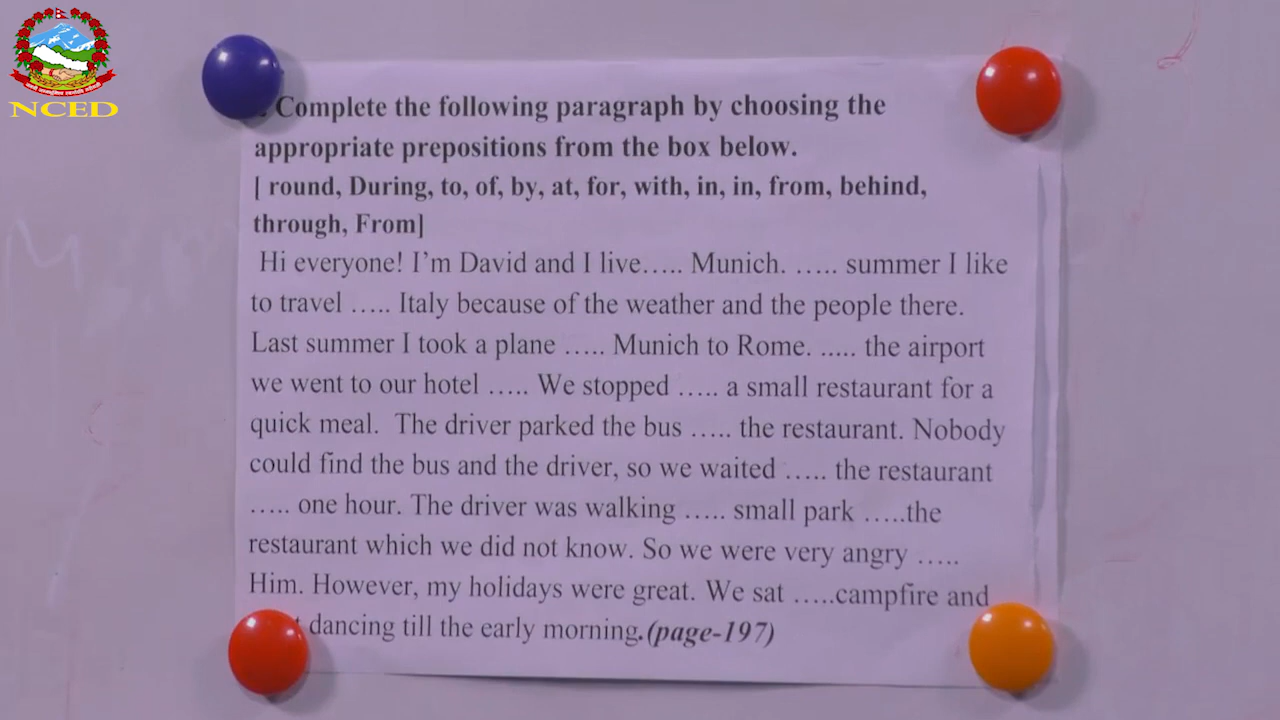 NCED
Complete the following paragraph by choosing the
appropriate prepositions from the box below.
[ round, During, to, of, by, at, for, with, in, in, from, behind,
through, From]
Hi everyone! I'm David and I live..... Munich. ..... summer I like
to travel ..... Italy because of the weather and the people there.
Last summer I took a plane ..... Munich to Rome. ..... the airport
we went to our hotel ..... We stopped ..... a small restaurant for a
quick meal. The driver parked the bus ..... the restaurant. Nobody
could find the bus and the driver, so we waited ..... the restaurant
..... one hour. The driver was walking ..... small park .....the
restaurant which we did not know. So we were very angry .....
Him. However, my holidays were great. We sat .....campfire and
dancing till the early morning.(page-197)